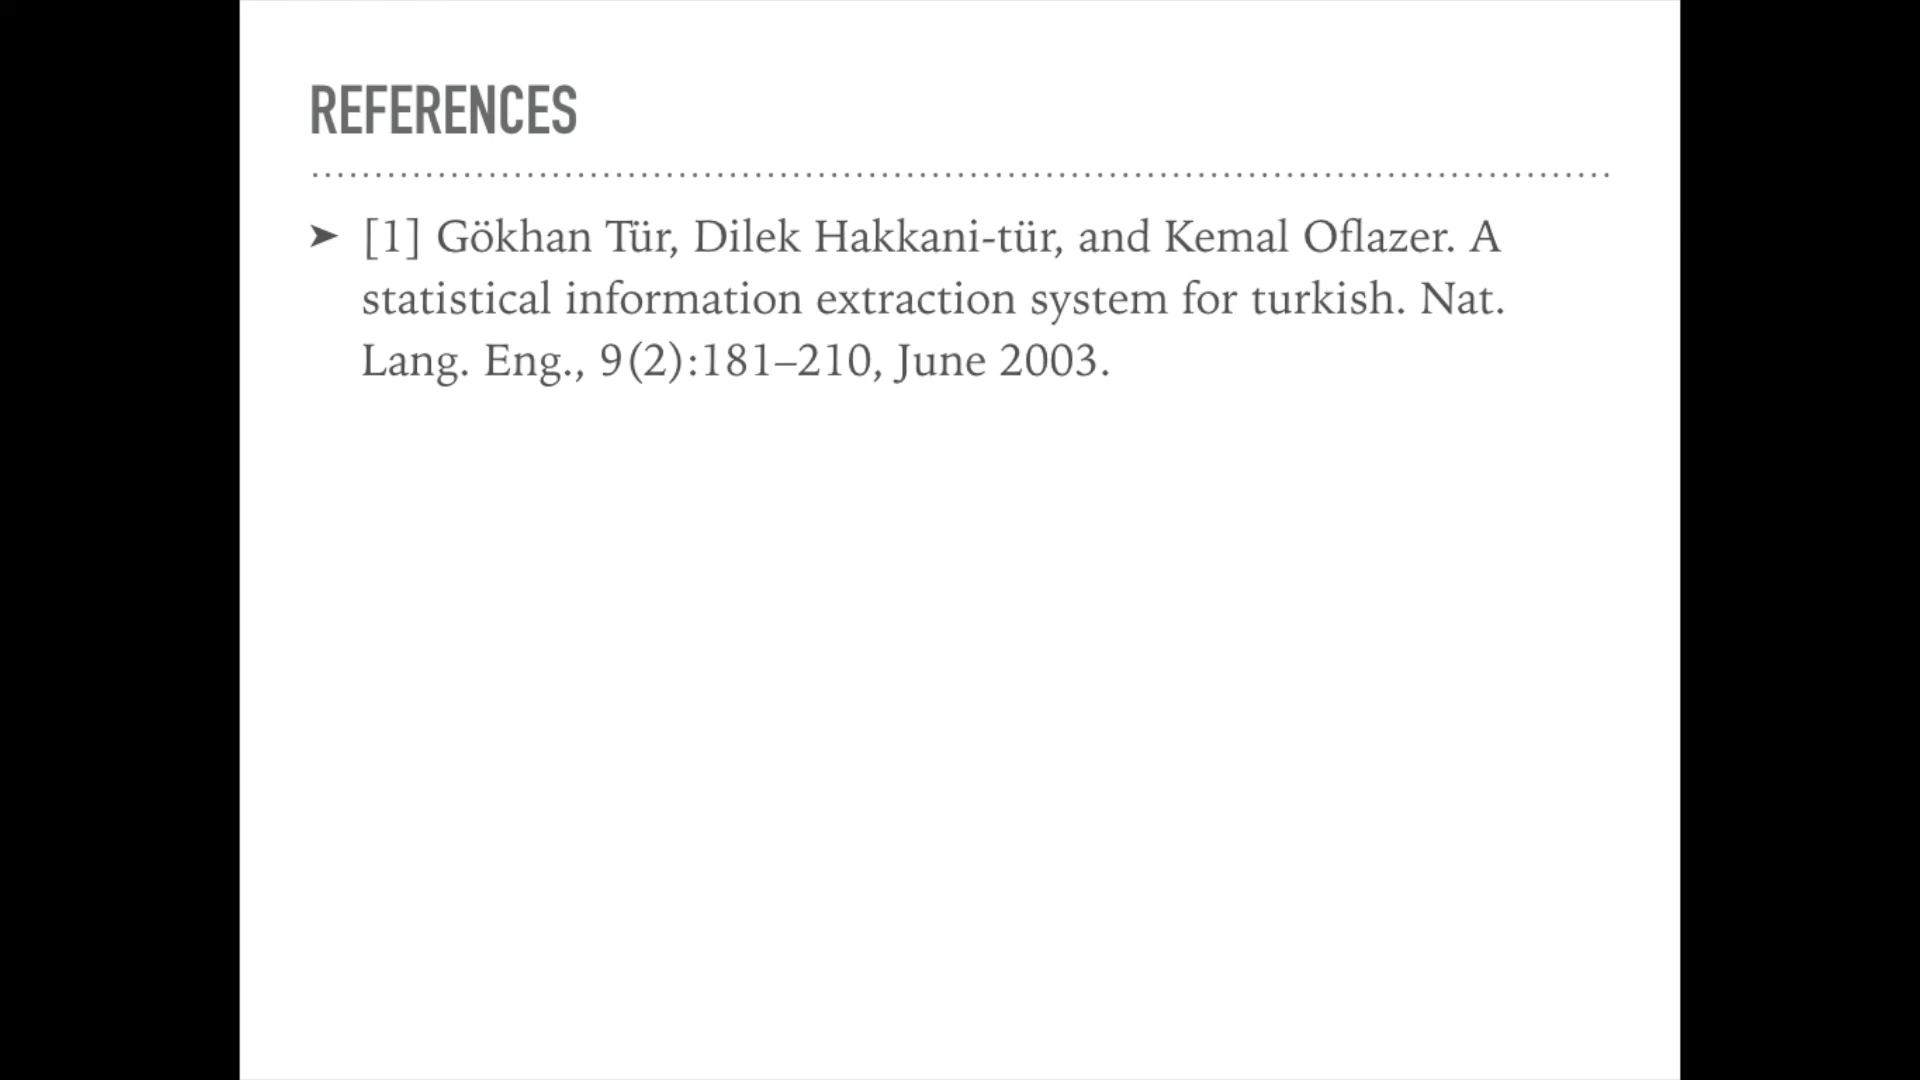 REFERENCES
➤ [1] Gökhan Tür, Dilek Hakkani-tür, and Kemal Oflazer. A
statistical information extraction system for turkish. Nat.
Lang. Eng., 9(2):181–210, June 2003.